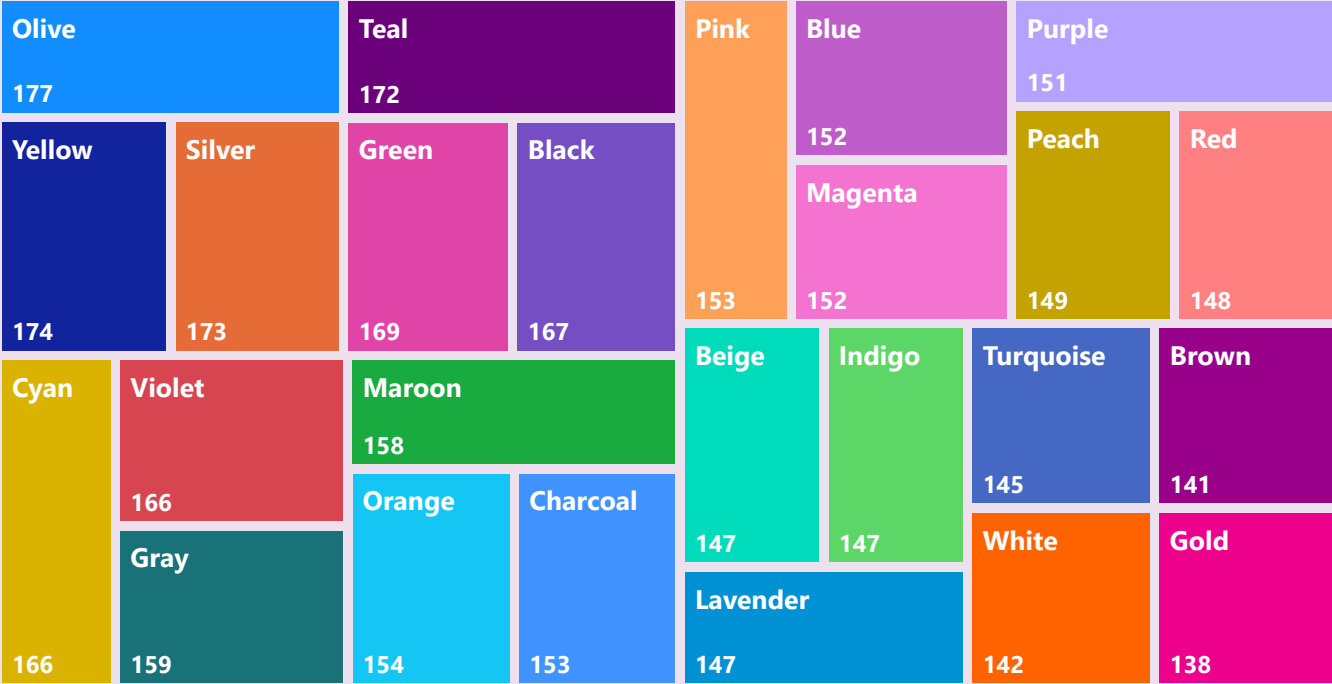 Olive
177
Teal
172
Yellow
174
Silver
173
Green
169
Black
167
Cyan
166
Violet
166
Gray
159
Maroon
158
Orange
154
Charcoal
153
Pink
153
Blue
152
Magenta
152
Purple
151
Peach
149
Red
148
Beige
147
Indigo
147
Lavender
147
Turquoise
145
Brown
141
White
142
Gold
138